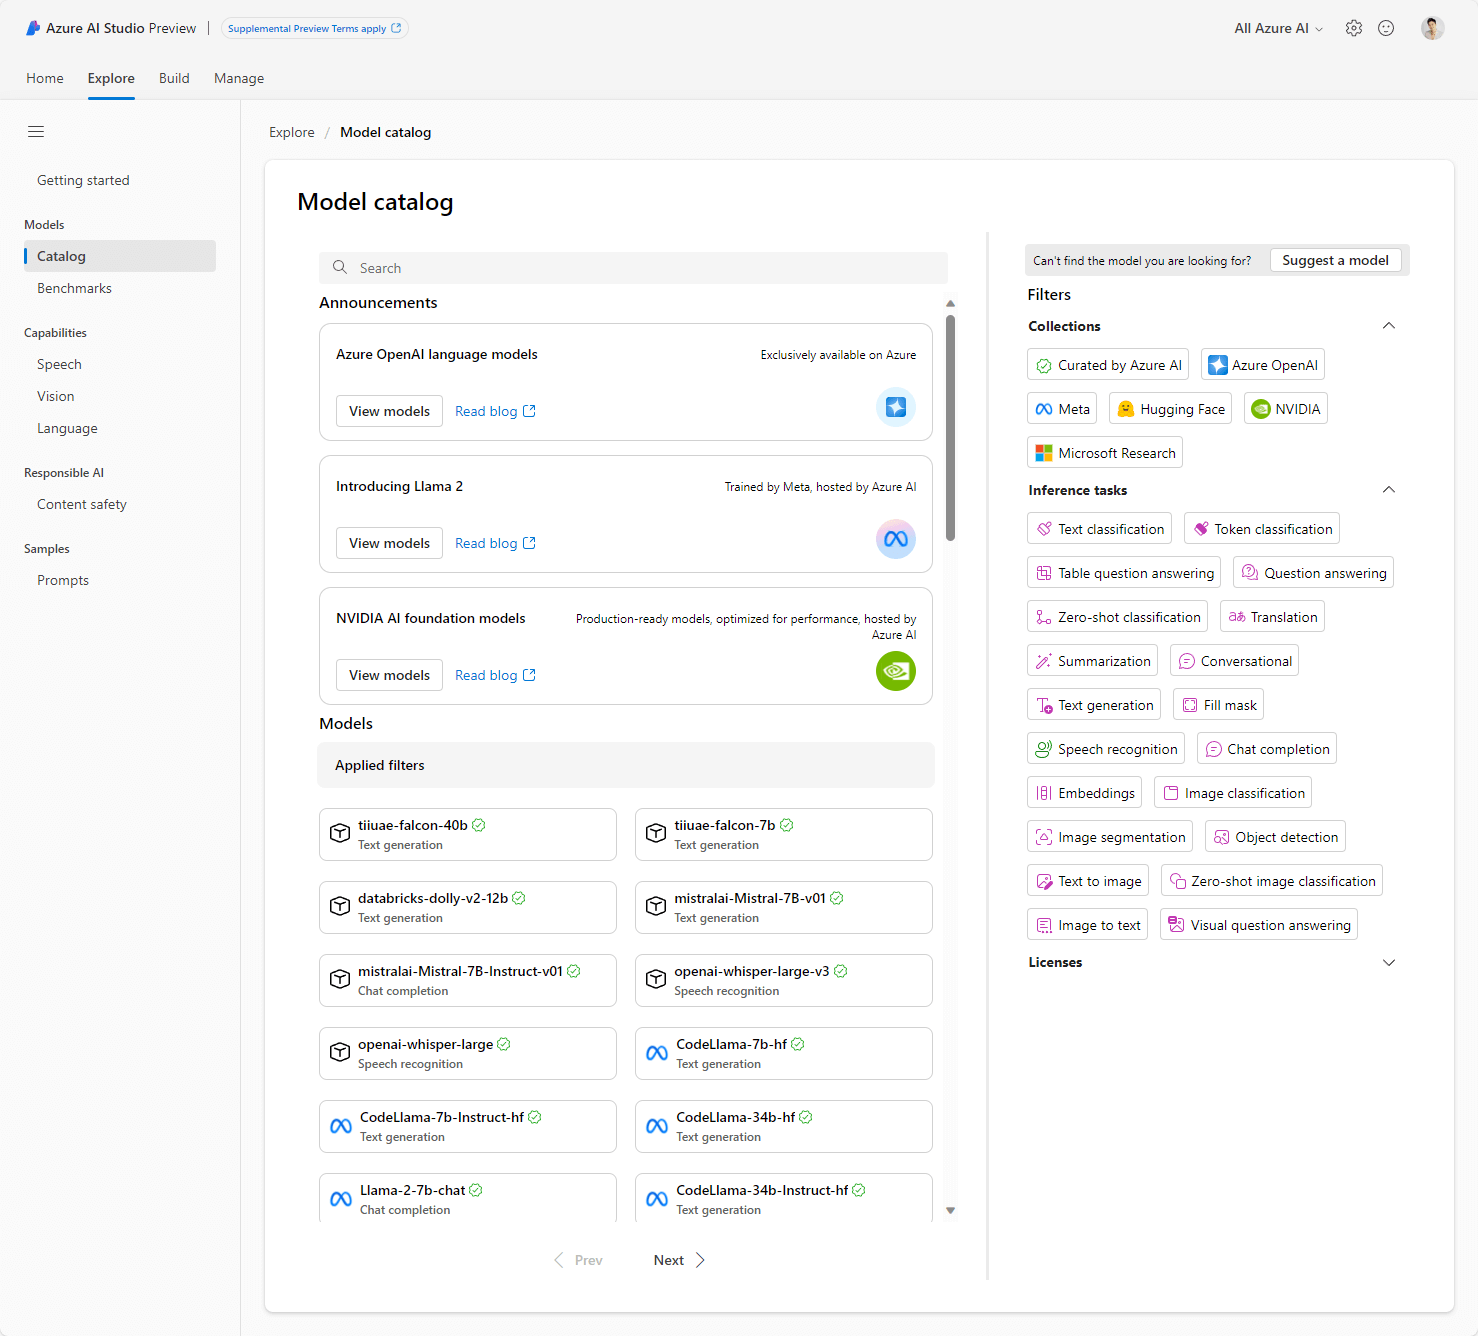 Azure AI Studio Preview | Supplemental Preview Terms apply
All Azure AI
Home Explore Build Manage
Getting started
Models
Catalog
Benchmarks
Capabilities
Speech
Vision
Language
Responsible AI
Content safety
Samples
Prompts
Explore / Model catalog
Model catalog
Search
Announcements
Azure OpenAI language models
Exclusively available on Azure
View models Read blog
Introducing Llama 2
Trained by Meta, hosted by Azure AI
View models Read blog
NVIDIA AI foundation models
Production-ready models, optimized for performance, hosted by
Azure AI
View models Read blog
Models
Applied filters
tiiuae-falcon-40b
Text generation
tiiuae-falcon-7b
Text generation
databricks-dolly-v2-12b
Text generation
mistralai-Mistral-7B-v01
Text generation
mistralai-Mistral-7B-Instruct-v01
Chat completion
openai-whisper-large-v3
Speech recognition
openai-whisper-large
Speech recognition
CodeLlama-7b-hf
Text generation
CodeLlama-7b-Instruct-hf
Text generation
CodeLlama-34b-hf
Text generation
Llama-2-7b-chat
Chat completion
CodeLlama-34b-Instruct-hf
Text generation
Prev Next
Can't find the model you are looking for? Suggest a model
Filters
Collections
Curated by Azure AI Azure OpenAI
Meta Hugging Face NVIDIA
Microsoft Research
Inference tasks
Text classification Token classification
Table question answering Question answering
Zero-shot classification Translation
Summarization Conversational
Text generation Fill mask
Speech recognition Chat completion
Embeddings Image classification
Image segmentation Object detection
Text to image Zero-shot image classification
Image to text Visual question answering
Licenses